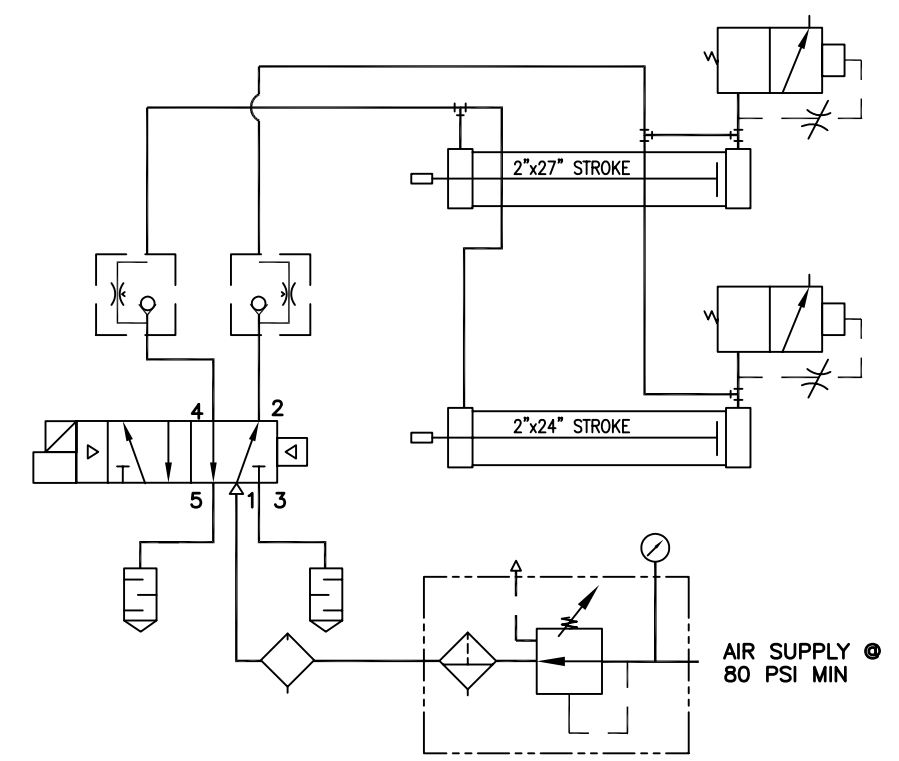 2"x27" STROKE
2"x24" STROKE
4 2
5 1 3
AIR SUPPLY @
80 PSI MIN